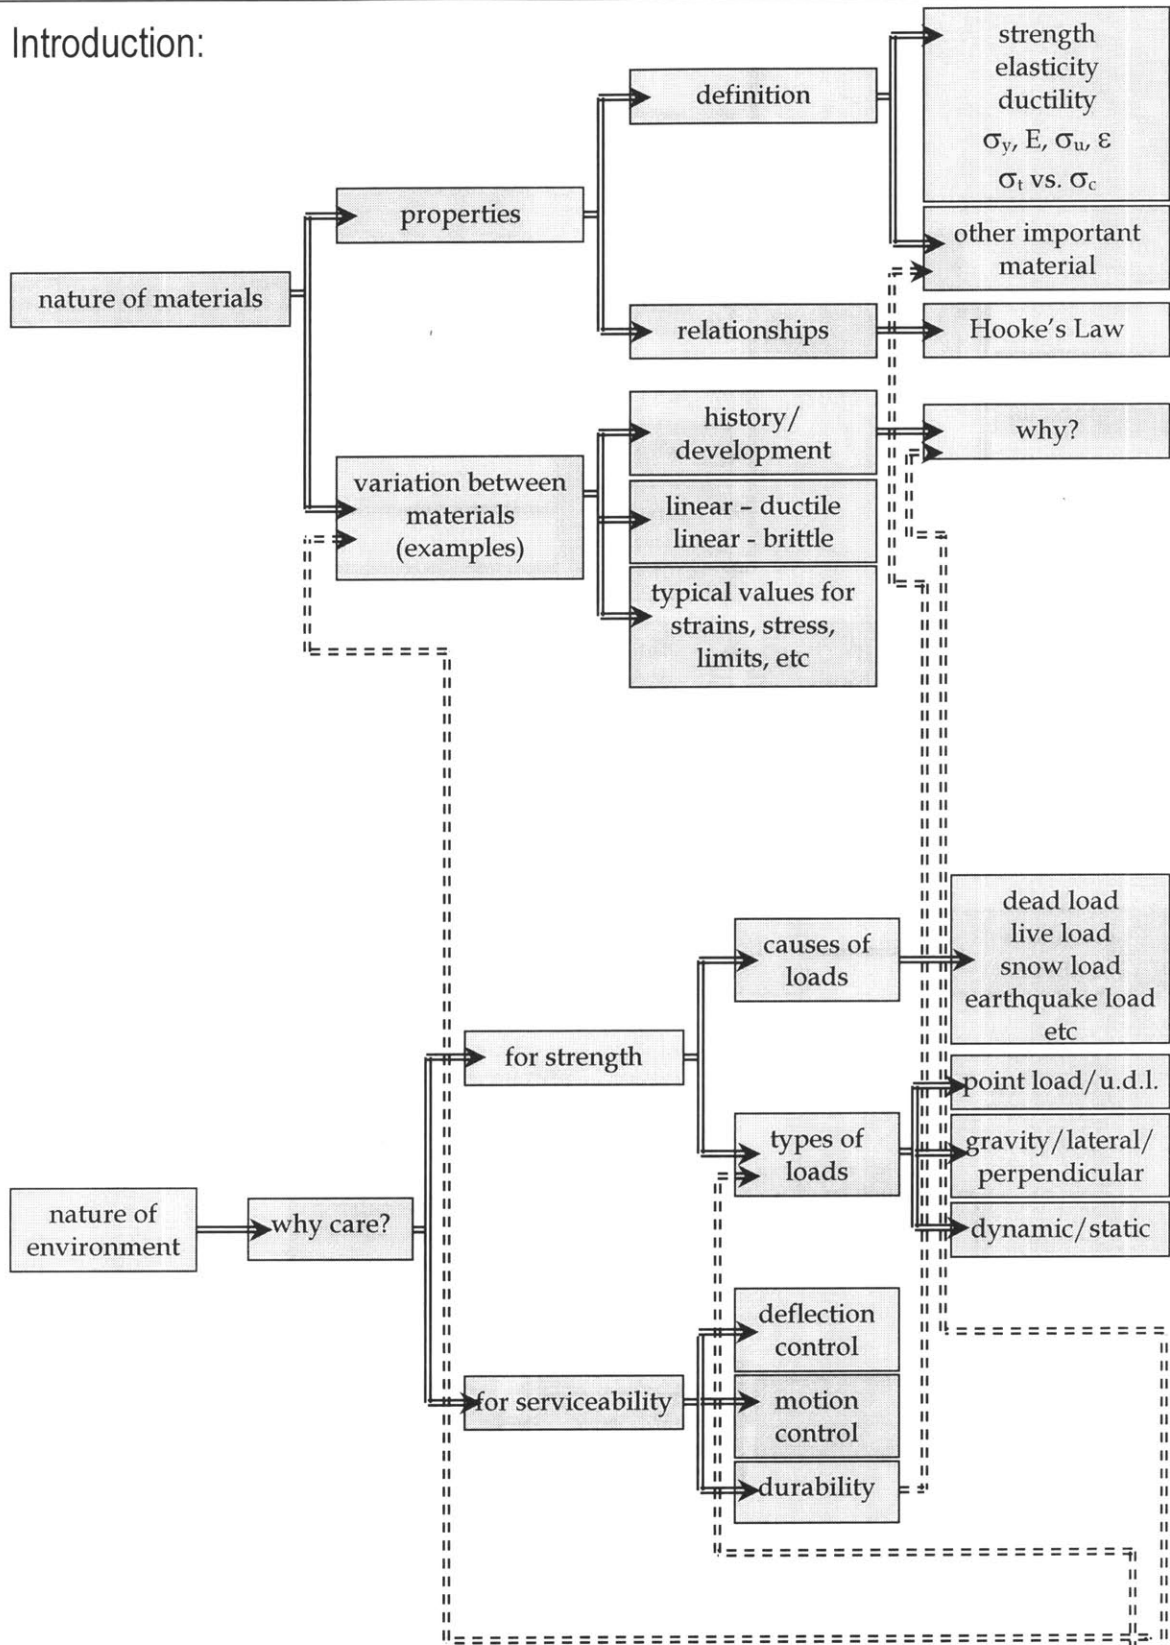 Introduction:
strength
elasticity
ductility
σy, E, σu, ε
σt vs. σc
definition
properties
other important
material
nature of materials
relationships
Hooke's Law
history/
development
why?
variation between
materials
(examples)
linear – ductile
linear - brittle
typical values for
strains, stress,
limits, etc
dead load
live load
snow load
earthquake load
etc
causes of
loads
for strength
point load/u.d.l.
types of
loads
gravity/lateral/
perpendicular
nature of
environment
why care?
dynamic/static
deflection
control
for serviceability
motion
control
durability